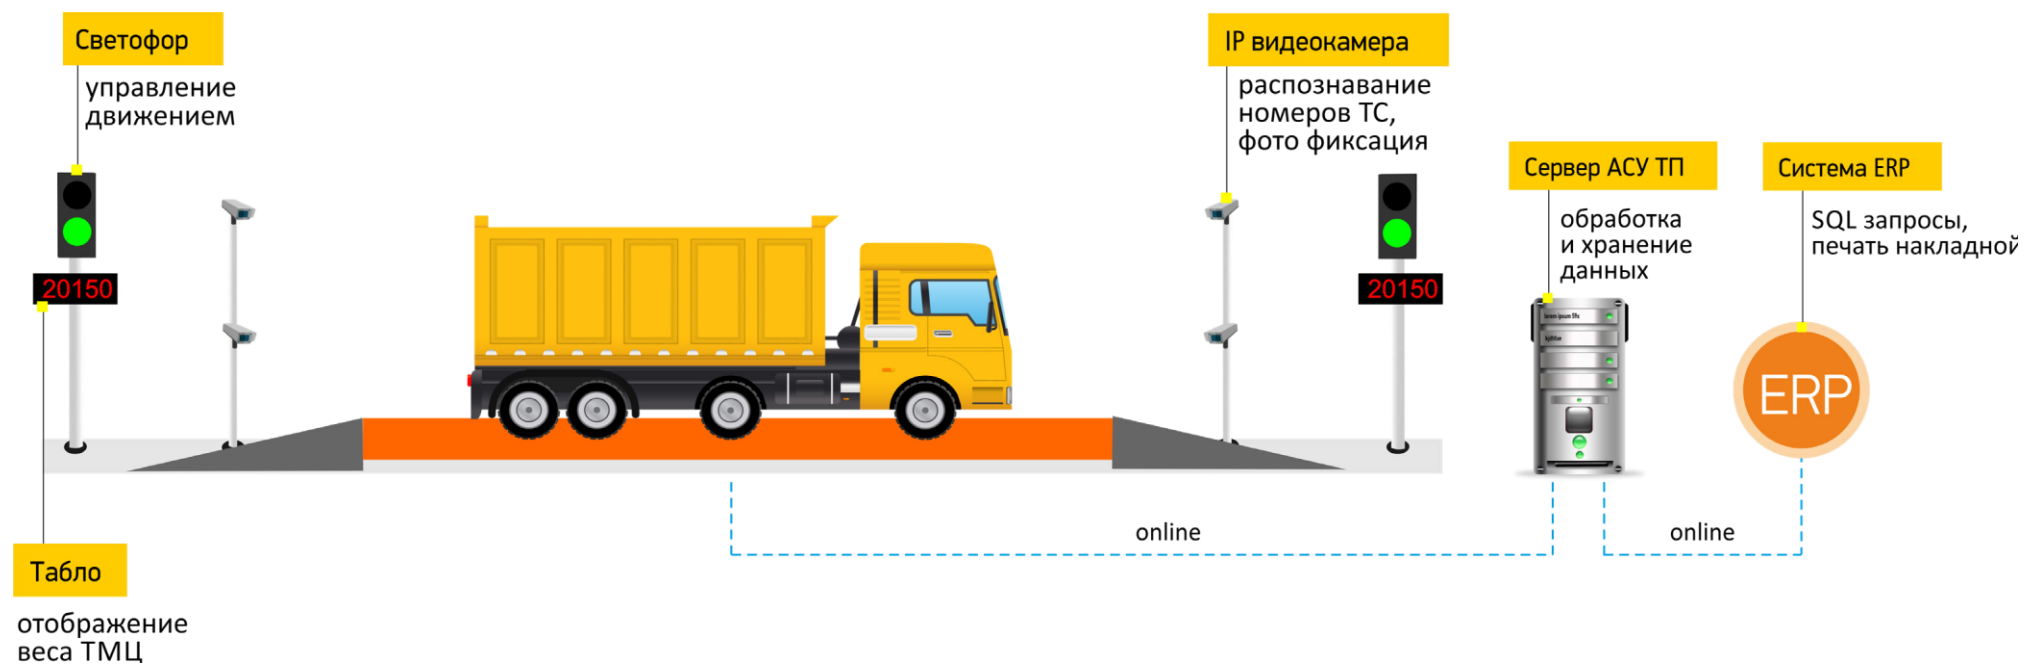 Светофор
управление
движением
20150
Табло
отображение
веса ТМЦ
IP видеокамера
распознавание
номеров ТС,
фото фиксация
20150
Сервер АСУ ТП
обработка
и хранение
данных
Система ERP
SQL запросы,
печать накладной
ERP
online
online